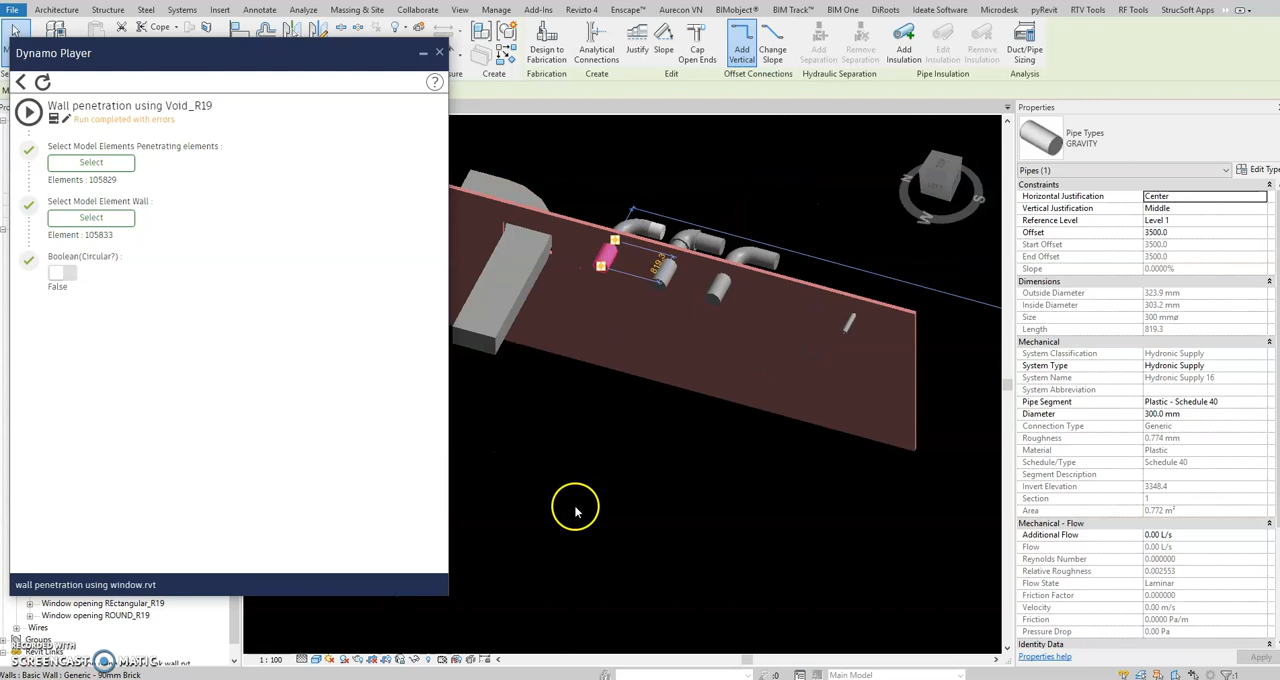 File Architecture Structure Steel Systems Insert Annotate Analyze Massing & Site Collaborate View Manage Add-Ins Revizto 4 Enscape™ Aurecon VN BIMobject® BIM Track™ BIM One DiRoots Ideate Software Microdesk pyRevit RTV Tools RF Tools StrucSoft Apps
Cope
Design to Fabrication
Analytical Connections
Justify
Slope
Cap Open Ends
Add Vertical
Change Slope
Add Separation
Remove Separation
Add Insulation
Edit Insulation
Remove Insulation
Duct/Pipe Sizing
Create Fabrication Create Edit Offset Connections Hydraulic Separation Pipe Insulation Analysis
Dynamo Player
?
Wall penetration using Void_R19
Run completed with errors
Select Model Elements Penetrating elements :
Select
Elements : 105829
Select Model Element Wall :
Select
Element : 105833
Boolean(Circular?) :
False
wall penetration using window.rvt
Window opening REctangular_R19
Window opening ROUND_R19
Wires
Groups
Revit Links
RECORDED WITH
SCREENCAST MATIC
wall.rvt
819.3
N
S
W
LEFT
Properties
Pipe Types
GRAVITY
Pipes (1)
Edit Type
Constraints
Horizontal Justification Center
Vertical Justification Middle
Reference Level Level 1
Offset 3500.0
Start Offset 3500.0
End Offset 3500.0
Slope 0.0000%
Dimensions
Outside Diameter 323.9 mm
Inside Diameter 303.2 mm
Size 300 mmø
Length 819.3
Mechanical
System Classification Hydronic Supply
System Type Hydronic Supply
System Name Hydronic Supply 16
System Abbreviation
Pipe Segment Plastic - Schedule 40
Diameter 300.0 mm
Connection Type Generic
Roughness 0.774 mm
Material Plastic
Schedule/Type Schedule 40
Segment Description
Invert Elevation 3348.4
Section 1
Area 0.772 m²
Mechanical - Flow
Additional Flow 0.00 L/s
Flow 0.00 L/s
Reynolds Number 0.000000
Relative Roughness 0.002553
Flow State Laminar
Friction Factor 0.000000
Velocity 0.00 m/s
Friction 0.0000 Pa/m
Pressure Drop 0.00 Pa
Identity Data
Properties help
Apply
1 : 100
Walls : Basic Wall : Generic - 90mm Brick
:0
Main Model
:1